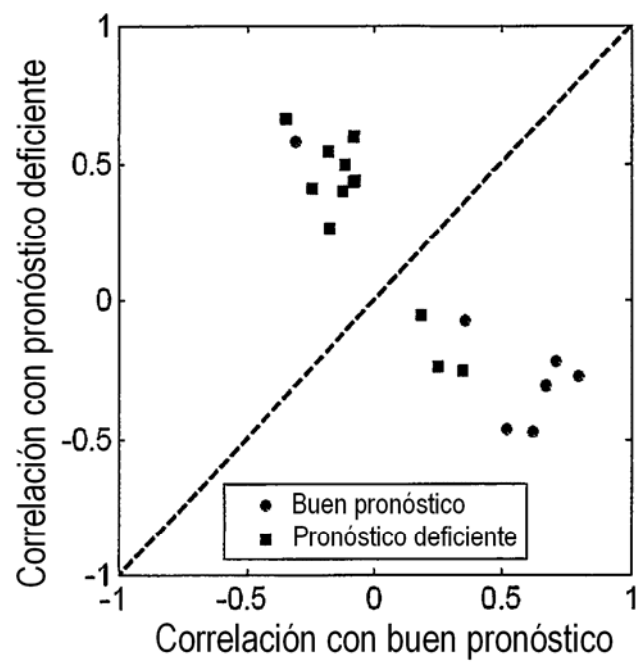 Correlación con pronóstico deficiente
1
0.5
0
-0.5
-1
Buen pronóstico
Pronóstico deficiente
-1
-0.5
0
0.5
1
Correlación con buen pronóstico